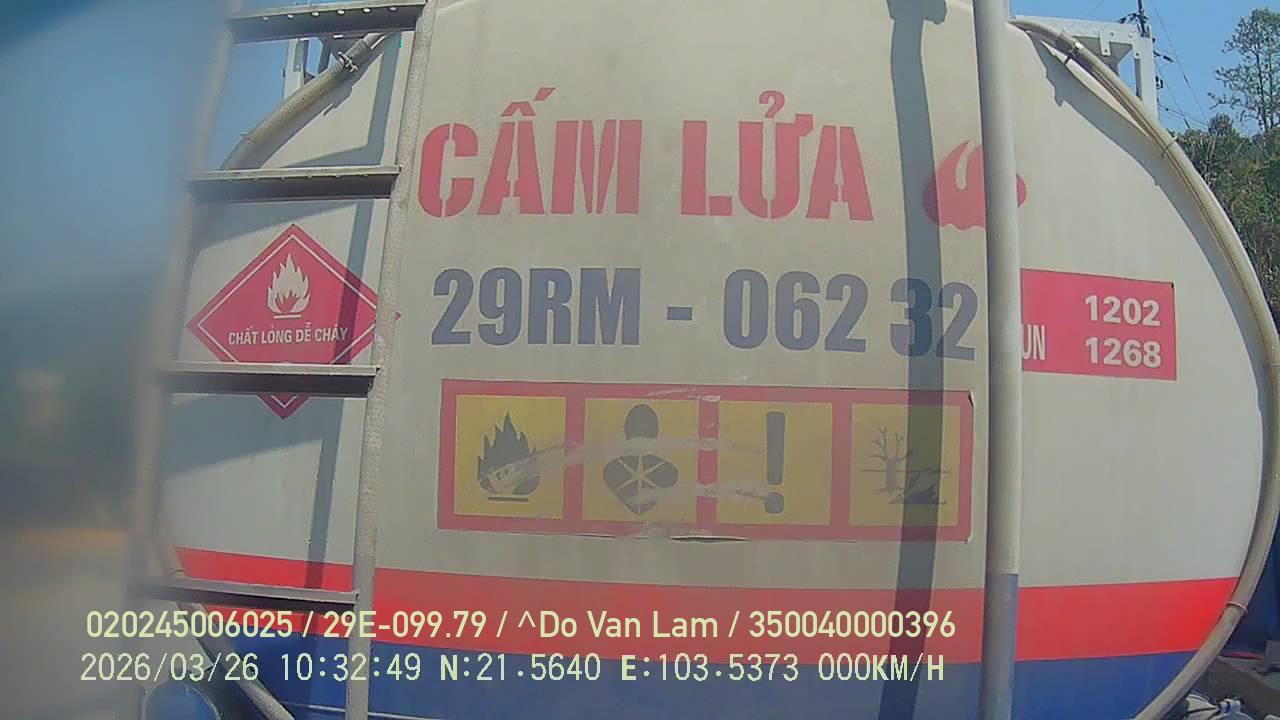 CẤM LỬA
CHẤT LỎNG DỄ CHÁY
29RM - 062 32
UN 1202
1268
020245006025 / 29E-099.79 / ^Do Van Lam / 350040000396
2026/03/26 10:32:49 N:21.5640 E:103.5373 000KM/H